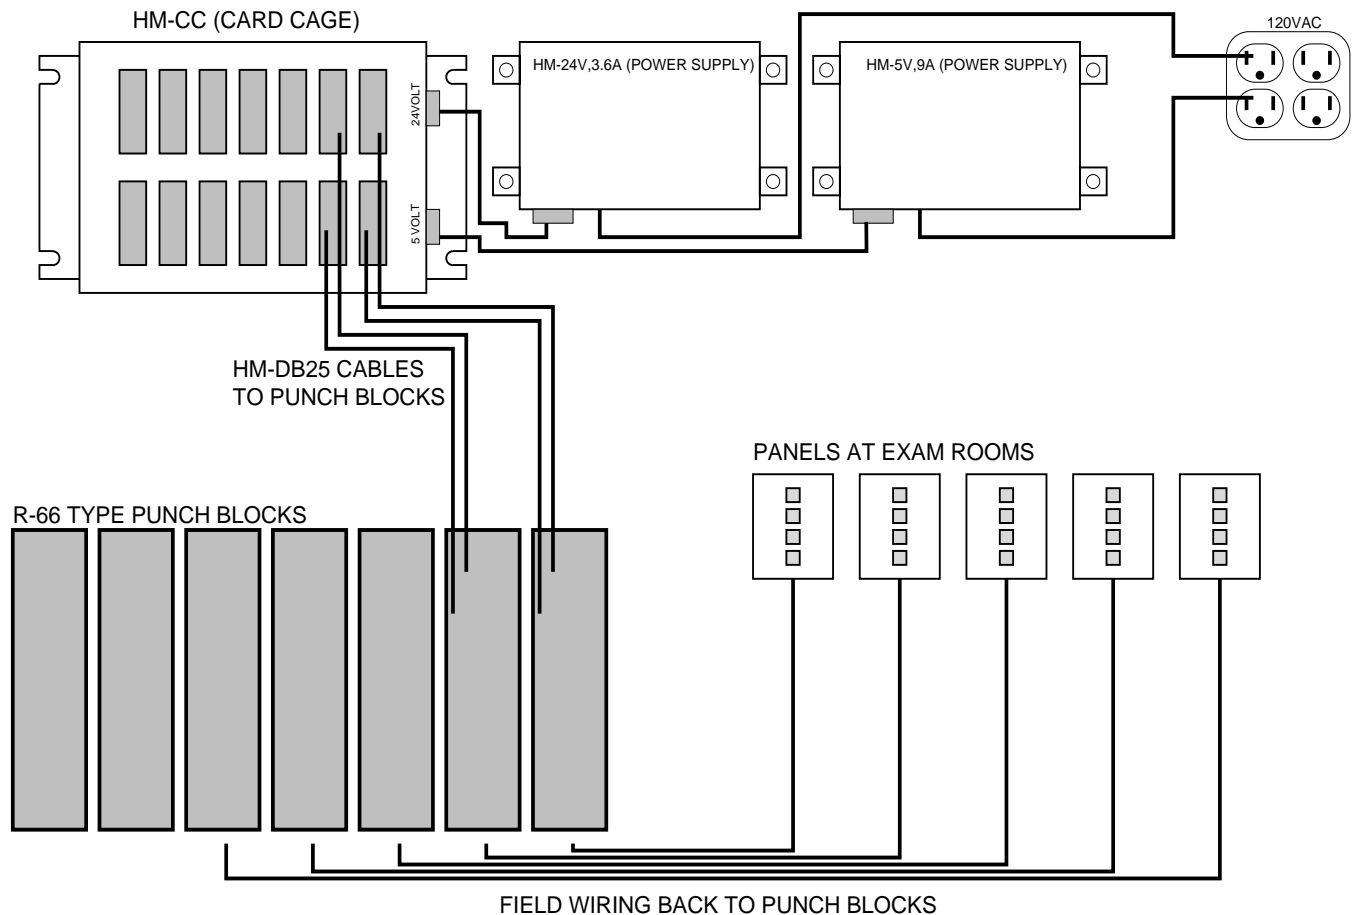 HM-CC (CARD CAGE)
120VAC
HM-24V,3.6A (POWER SUPPLY)
HM-5V,9A (POWER SUPPLY)
24VOLT
5 VOLT
HM-DB25 CABLES
TO PUNCH BLOCKS
PANELS AT EXAM ROOMS
R-66 TYPE PUNCH BLOCKS
FIELD WIRING BACK TO PUNCH BLOCKS